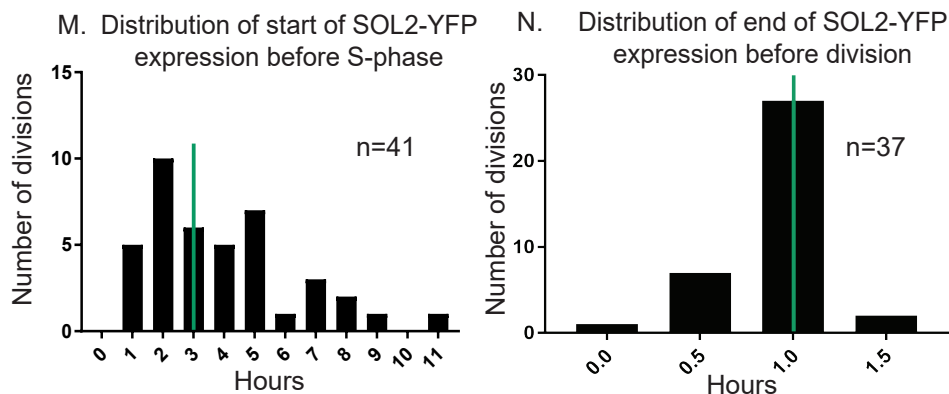 M. Distribution of start of SOL2-YFP
expression before S-phase
Number of divisions
15
10
5
0
n=41
0 1 2 3 4 5 6 7 8 9 10 11
Hours
N. Distribution of end of SOL2-YFP
expression before division
Number of divisions
30
20
10
0
n=37
0.0 0.5 1.0 1.5
Hours